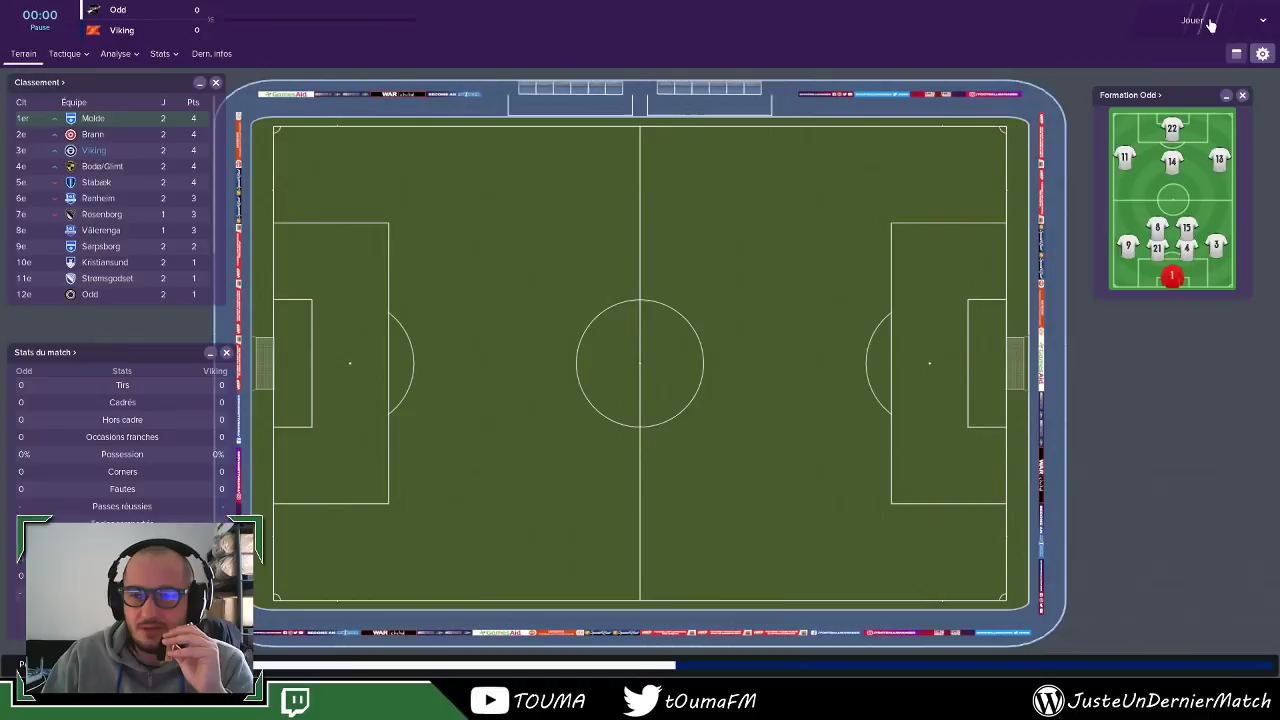 00:00
Pause
Odd 0
Viking 0
Jouer
Terrain Tactique Analyse Stats Dern. infos
Classement >
Clt Équipe J Pts
1er Molde 2 4
2e Brann 2 4
3e Viking 2 4
4e Bodø/Glimt 2 4
5e Stabæk 2 4
6e Ranheim 2 3
7e Rosenborg 1 3
8e Vålerenga 1 3
9e Sarpsborg 2 2
10e Kristiansund 2 1
11e Strømsgodset 2 1
12e Odd 2 1
Stats du match >
Odd Stats Viking
0 Tirs 0
0 Cadrés 0
0 Hors cadre 0
0 Occasions franches 0
0% Possession 0%
0 Corners 0
0 Fautes 0
- Passes réussies -
Formation Odd >
22
11 14 13
8 15
9 21 4 3
1
TOUMA
tOumaFM
JusteUnDernierMatch